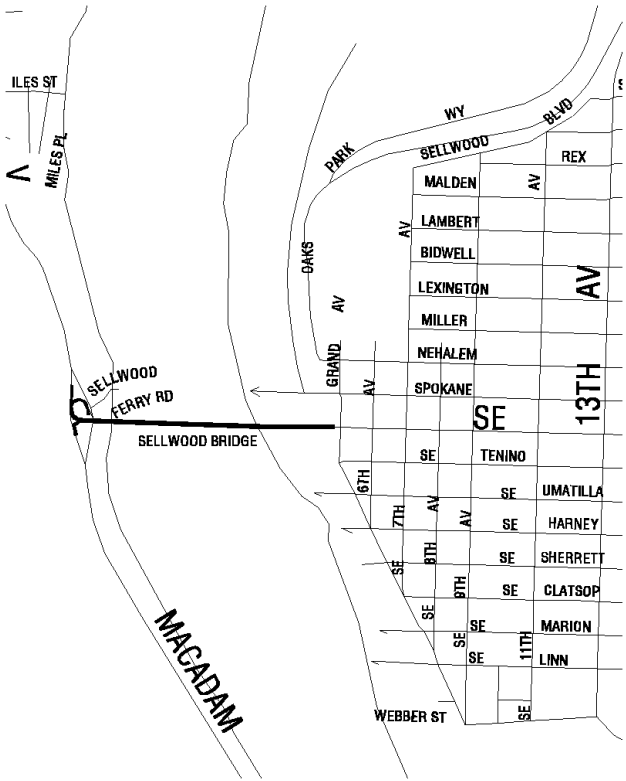 ILES ST
MILES PL
V
WY
BLVD
S
PARK
SELLWOOD
REX
MALDEN
AV
LAMBERT
AV
BIDWELL
OAKS
LEXINGTON
AV
AV
MILLER
GRAND
NEHALEM
AV
SPOKANE
13TH
SELLWOOD
FERRY RD
SELLWOOD BRIDGE
SE
SE TENINO
6TH
SE UMATILLA
7TH
AV
AV
SE HARNEY
8TH
SE SHERRETT
SE
9TH
SE CLATSOP
SE
SE MARION
SE
11TH
SE LINN
MACADAM
WEBBER ST
SE